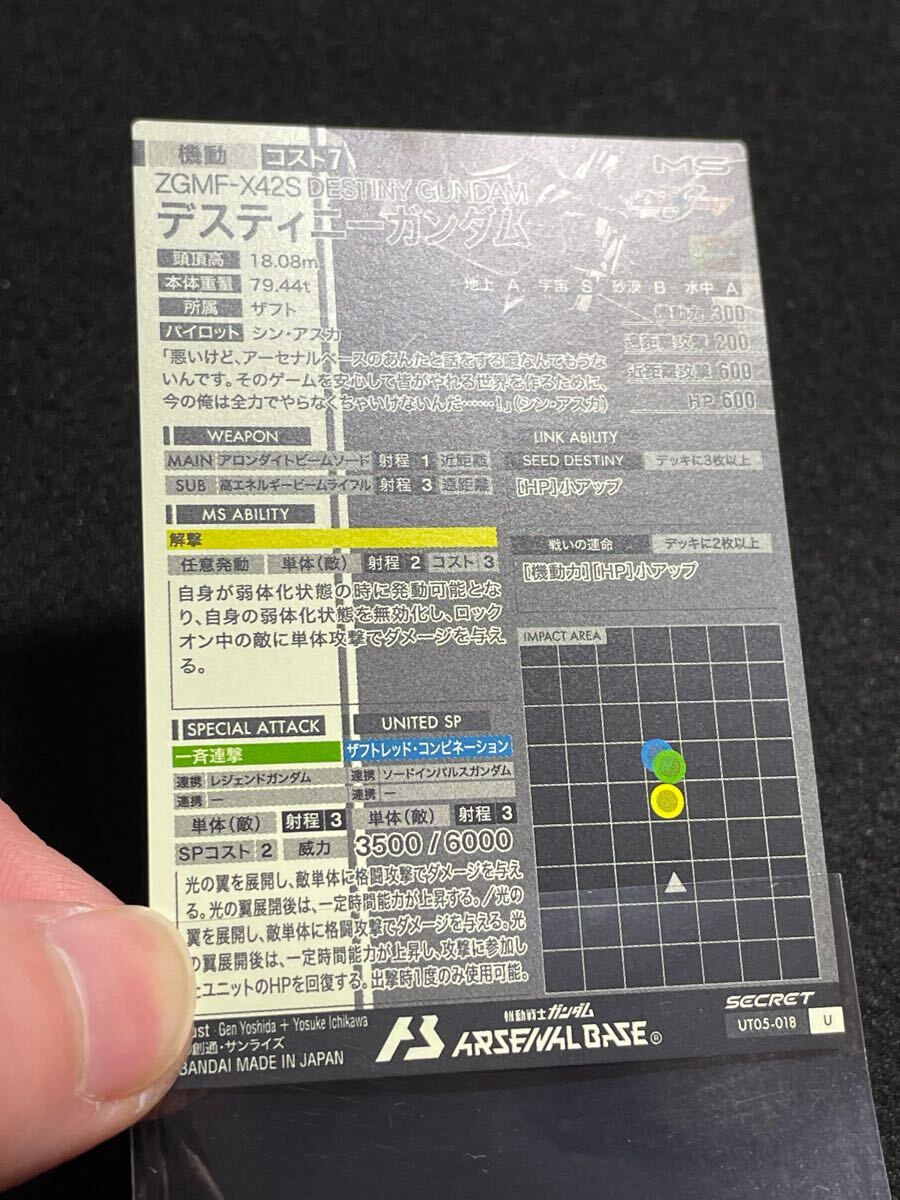 機動 コスト7 MS
ZGMF-X42S DESTINY GUNDAM
デスティニーガンダム
頭頂高 18.08m
本体重量 79.44t
所属 ザフト
パイロット シン・アスカ
地上 A 宇宙 S 砂漠 B 水中 A
機動力 300
遠距離攻撃 200
近距離攻撃 600
HP 600
「悪いけど、アーセナルベースのあんたと話をする暇なんてもうな
いんです。そのゲームを安心して皆がやれる世界を作るために、
今の俺は全力でやらなくちゃいけないんだ……！」(シン・アスカ)
WEAPON
MAIN アロンダイトビームソード 射程 1 近距離
SUB 高エネルギービームライフル 射程 3 遠距離
LINK ABILITY
SEED DESTINY デッキに3枚以上
[HP]小アップ
戦いの運命 デッキに2枚以上
[機動力][HP]小アップ
MS ABILITY
解撃
任意発動 単体(敵) 射程 2 コスト 3
自身が弱体化状態の時に発動可能とな
り、自身の弱体化状態を無効化し、ロック
オン中の敵に単体攻撃でダメージを与え
る。
IMPACT AREA
SPECIAL ATTACK
一斉連撃
連携 レジェンドガンダム
連携 ―
単体(敵) 射程 3
UNITED SP
ザフトレッド・コンビネーション
連携 ソードインパルスガンダム
連携 ―
単体(敵) 射程 3
SPコスト 2 威力 3500 / 6000
光の翼を展開し、敵単体に格闘攻撃でダメージを与え
る。光の翼展開後は、一定時間能力が上昇する。/光の
翼を展開し、敵単体に格闘攻撃でダメージを与える。光
の翼展開後は、一定時間能力が上昇し、攻撃に参加し
たユニットのHPを回復する。出撃時1度のみ使用可能。
ust Gen Yoshida + Yosuke Ichikawa
創通・サンライズ
BANDAI MADE IN JAPAN
機動戦士ガンダム
ARSENAL BASE®
SECRET
UT05-018 U